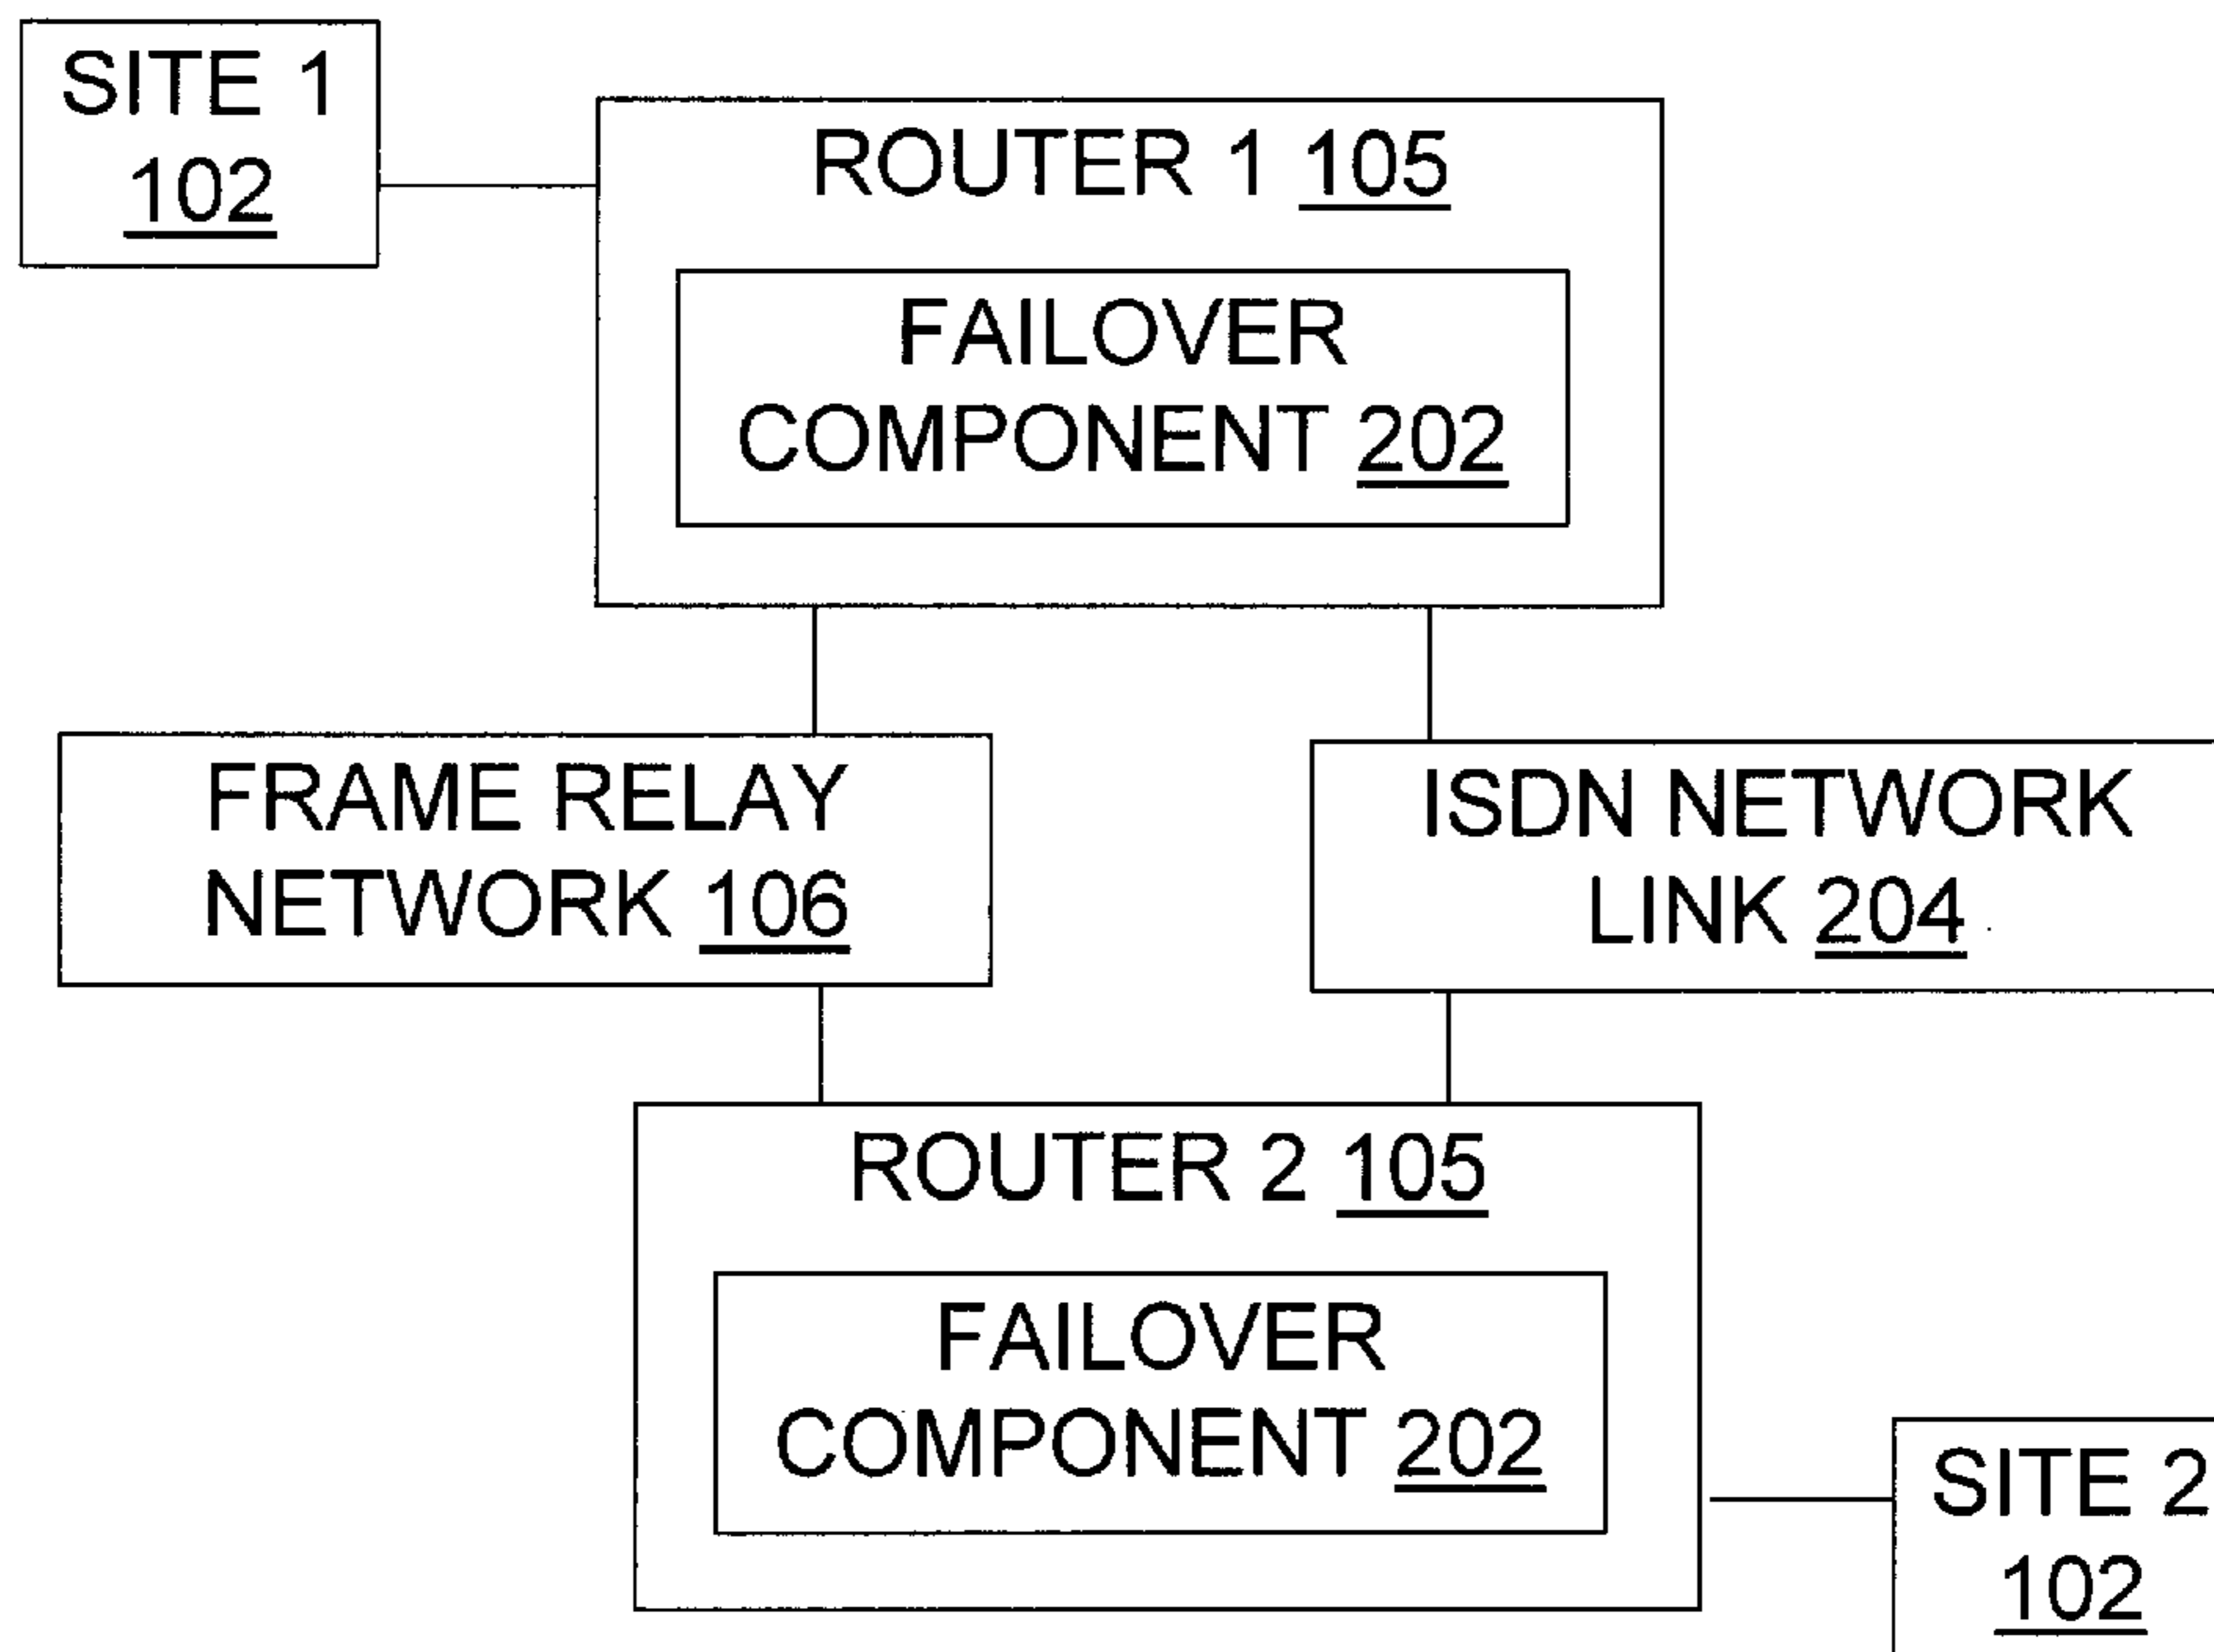 SITE 1
102
ROUTER 1 105
FAILOVER
COMPONENT 202
FRAME RELAY
NETWORK 106
ISDN NETWORK
LINK 204
ROUTER 2 105
FAILOVER
COMPONENT 202
SITE 2
102